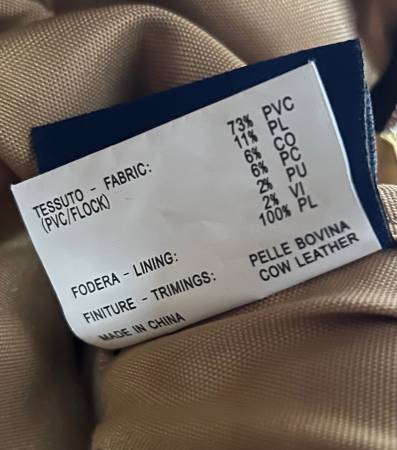 TESSUTO - FABRIC: 73% PVC
(PVC/FLOCK) 11% PL
6% CO
6% PC
2% PU
2% VI
FODERA - LINING: 100% PL
FINITURE - TRIMINGS: PELLE BOVINA
COW LEATHER
MADE IN CHINA